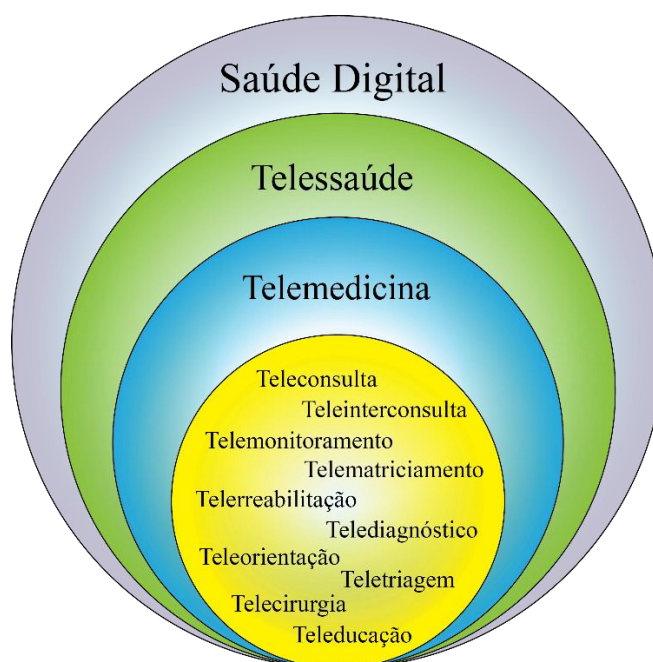 Saúde Digital
Telessaúde
Telemedicina
Teleconsulta
Teleinterconsulta
Telemonitoramento
Telematriciamento
Telerreabilitação
Telediagnóstico
Teleorientação
Teletriagem
Telecirurgia
Teleducação